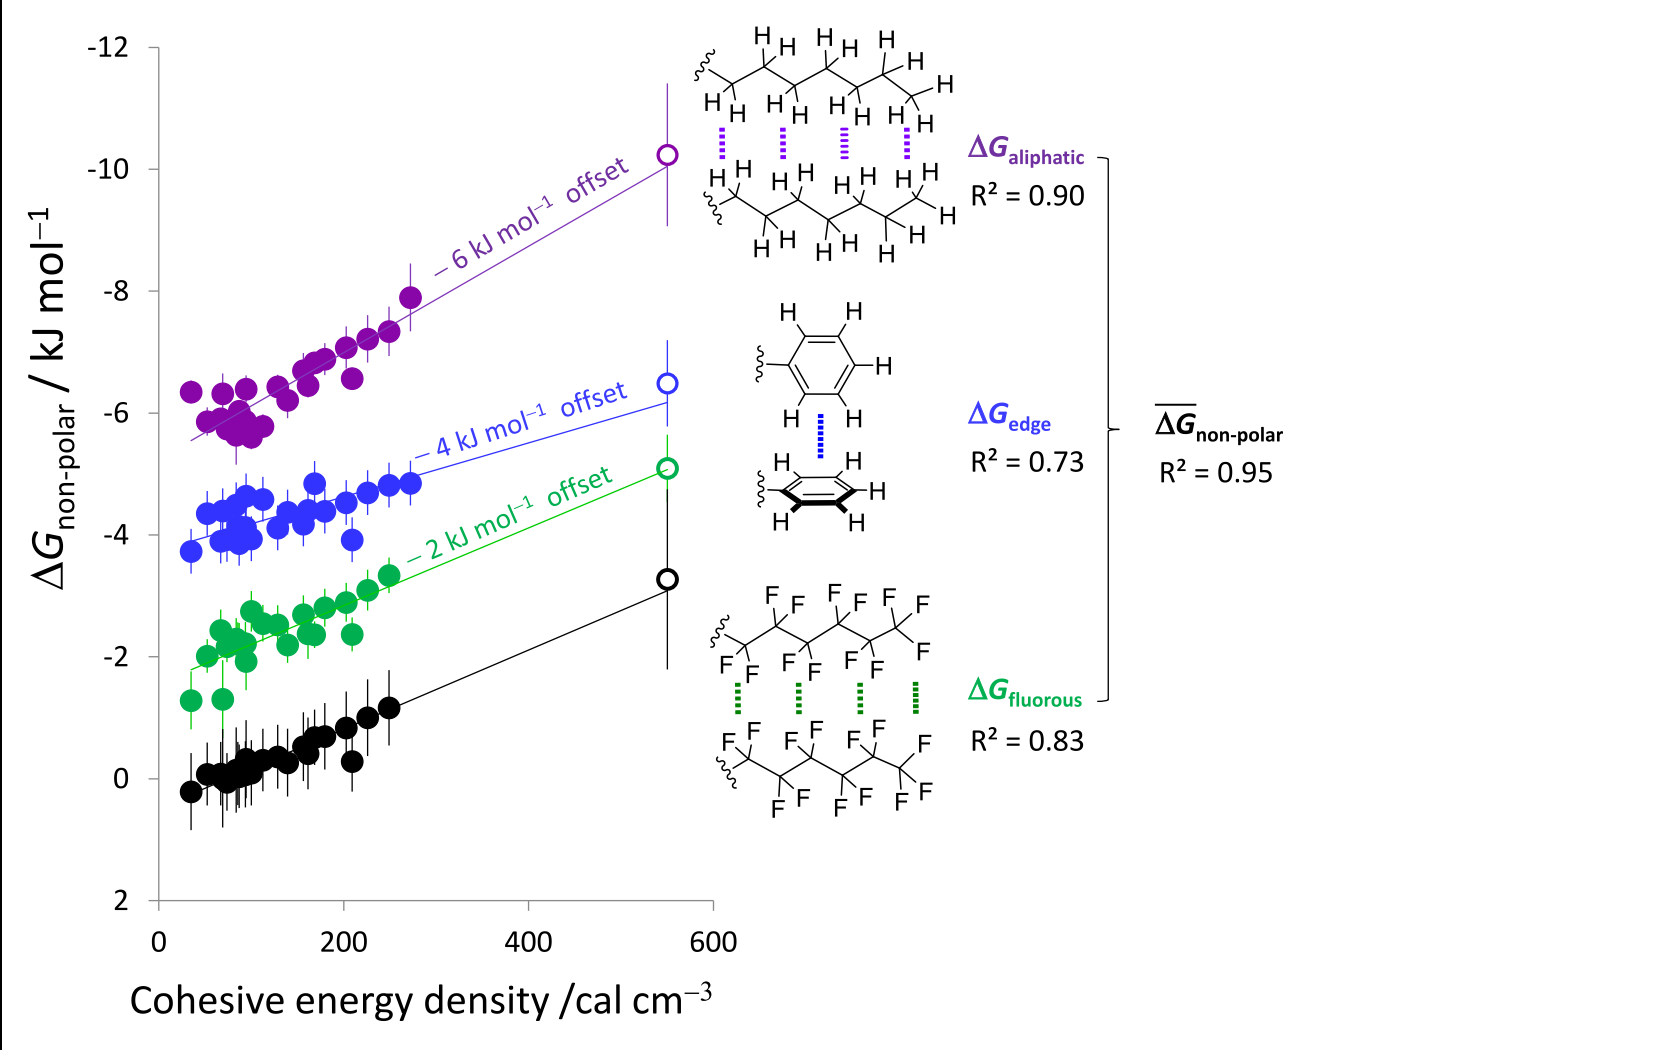 -12
-10
-8
-6
-4
-2
0
2
ΔGnon-polar / kJ mol−1
0 200 400 600
Cohesive energy density /cal cm−3
– 6 kJ mol−1 offset
– 4 kJ mol−1 offset
– 2 kJ mol−1 offset
H H H H H H
H H H H H H H H
H H
H H H H H H
H H H H H H H
H H
H H
H H
H H
H H
H H
H
H H
F F F F F F
F
F F F F F F
F F F F F F
F F F F F F
F
ΔGaliphatic
R² = 0.90
ΔGedge
R² = 0.73
ΔGfluorous
R² = 0.83
ΔGnon-polar
R² = 0.95